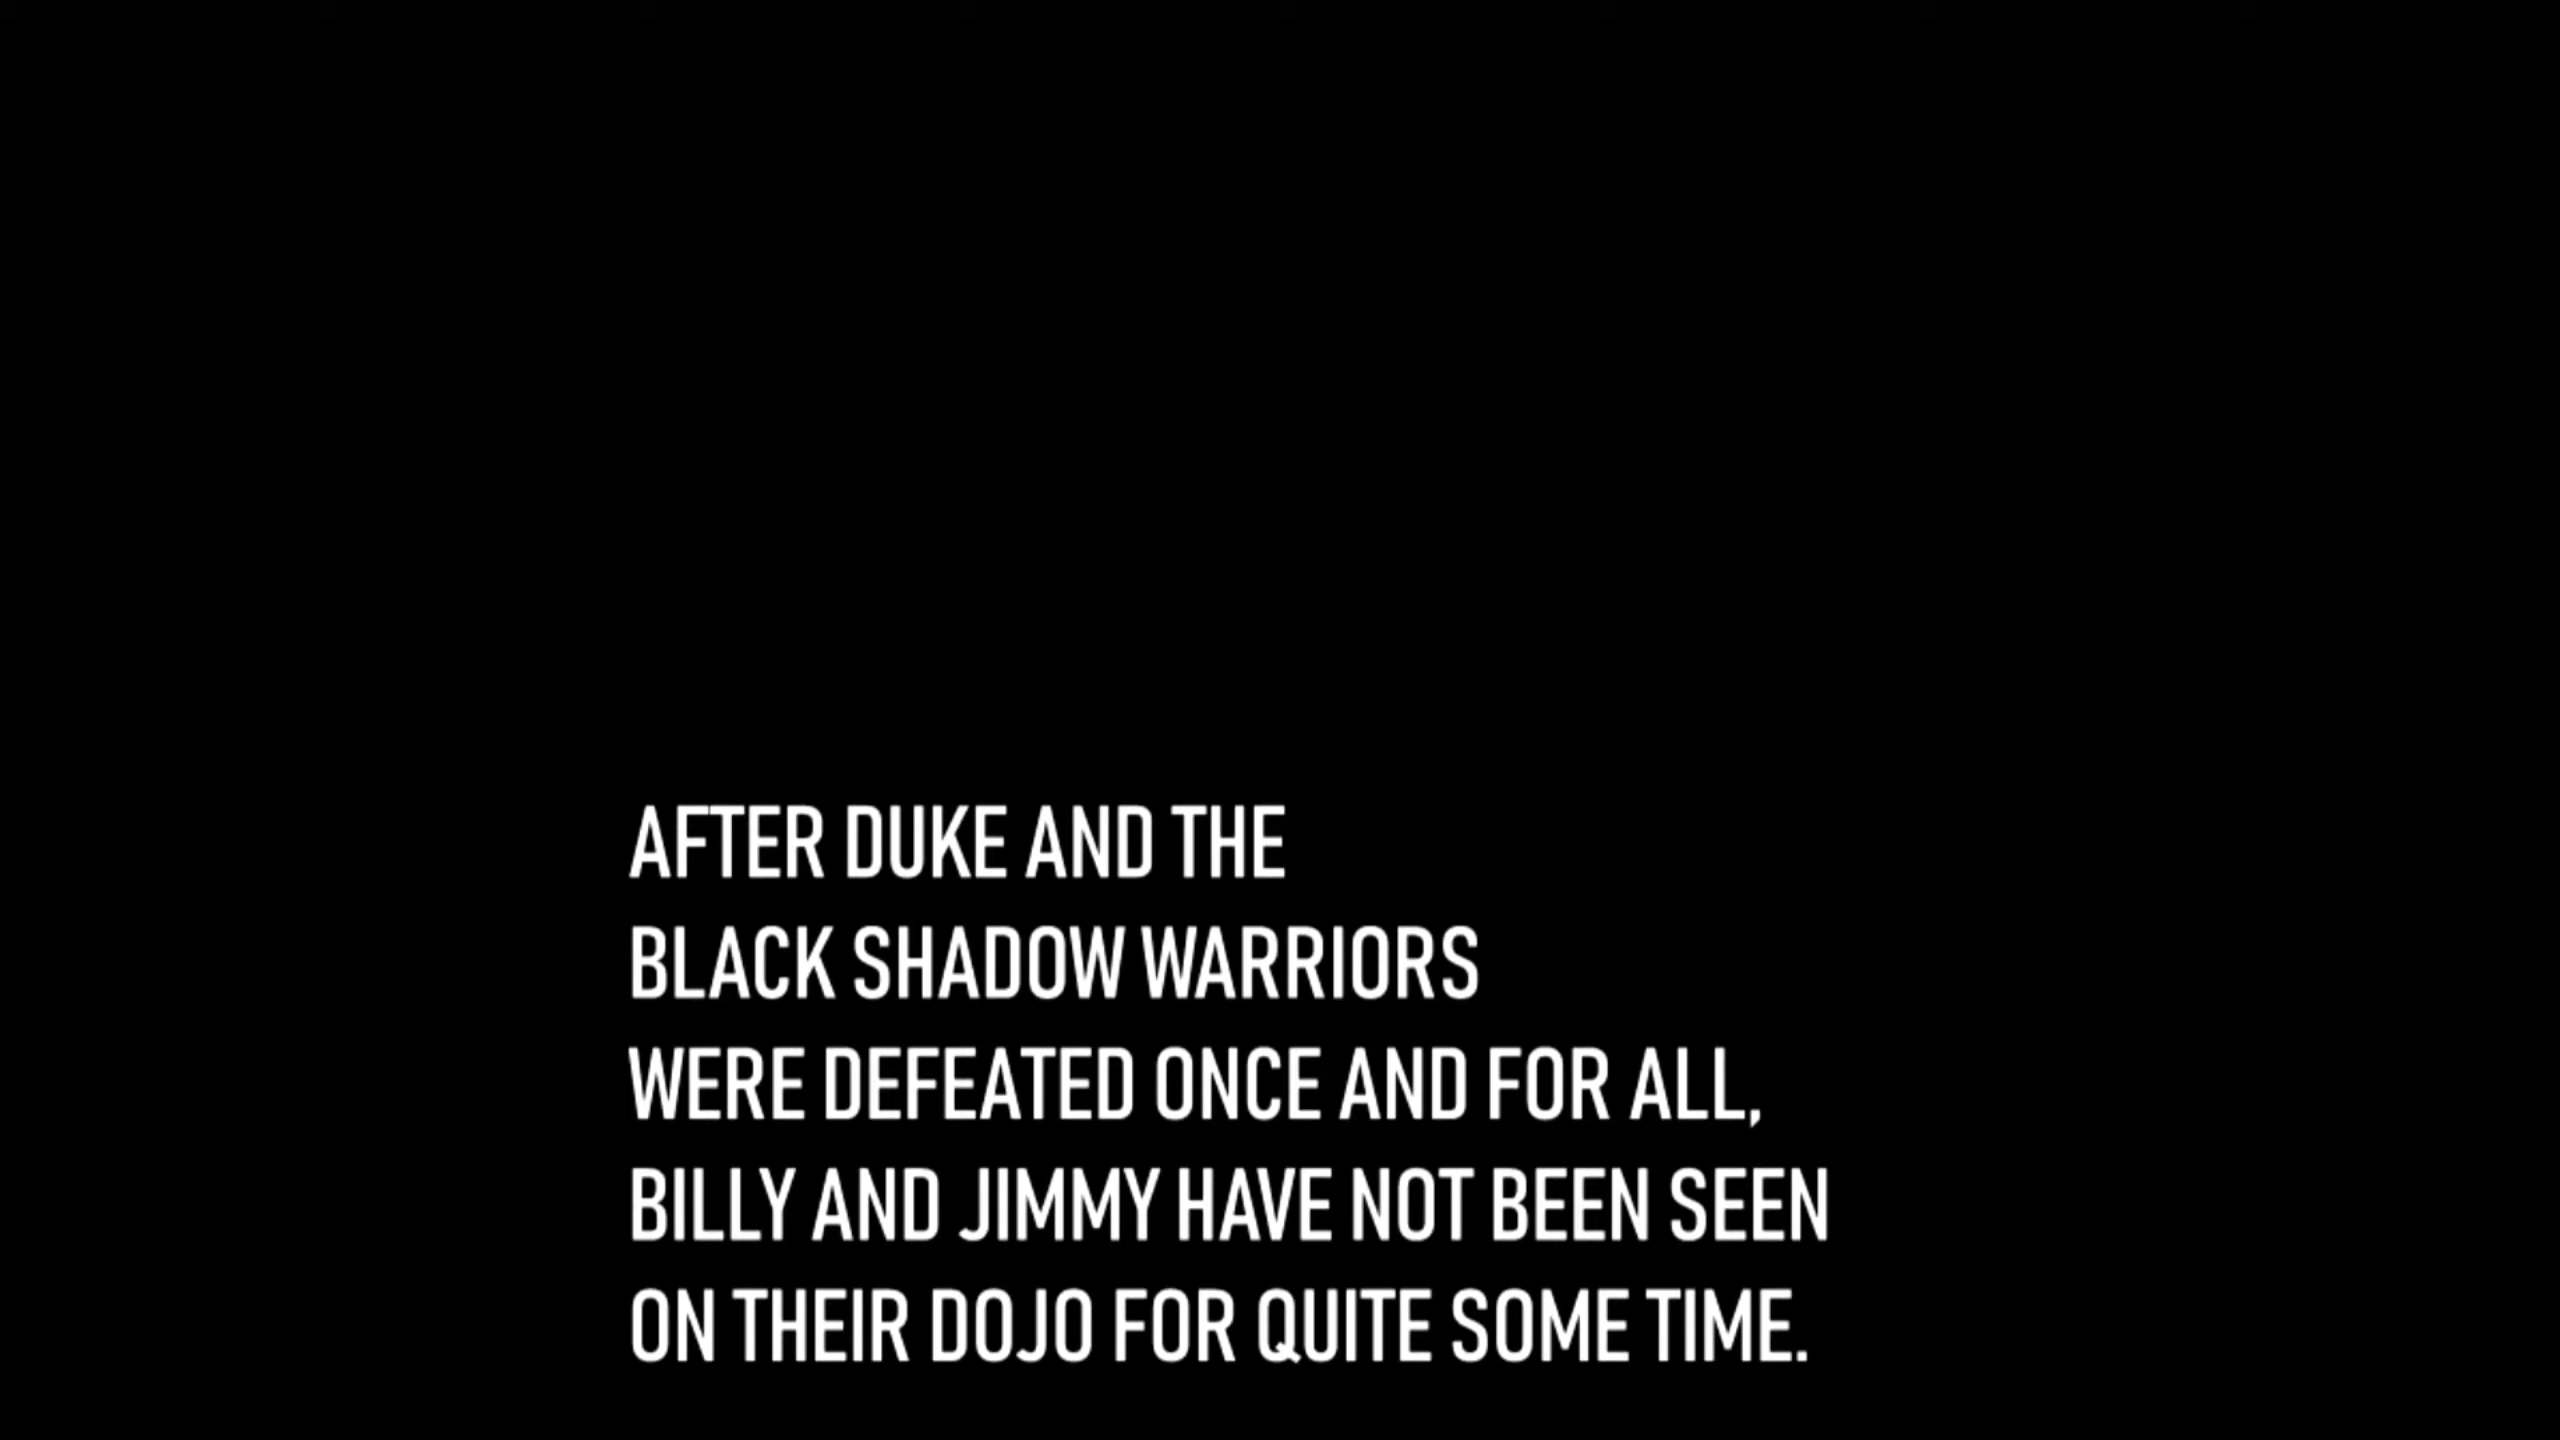 AFTER DUKE AND THE
BLACK SHADOW WARRIORS
WERE DEFEATED ONCE AND FOR ALL,
BILLY AND JIMMY HAVE NOT BEEN SEEN
ON THEIR DOJO FOR QUITE SOME TIME.